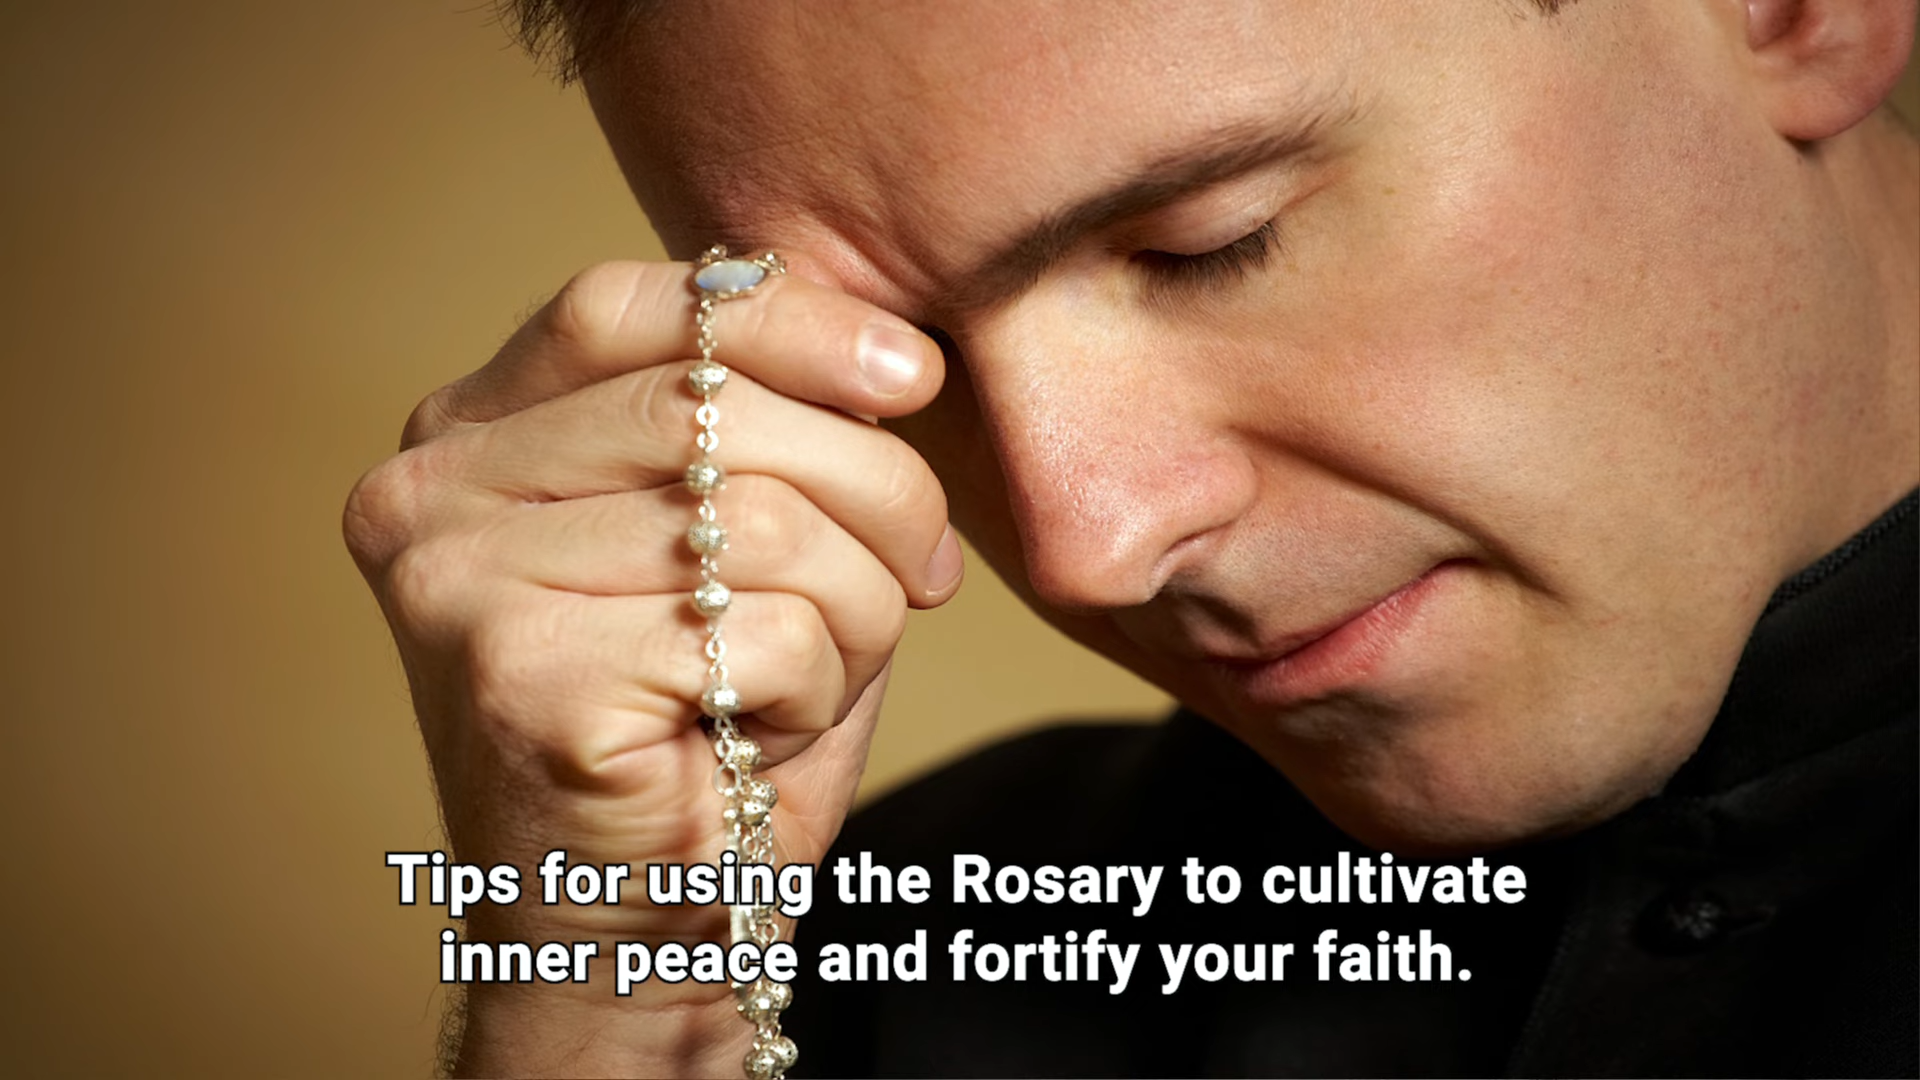 Tips for using the Rosary to cultivate
inner peace and fortify your faith.